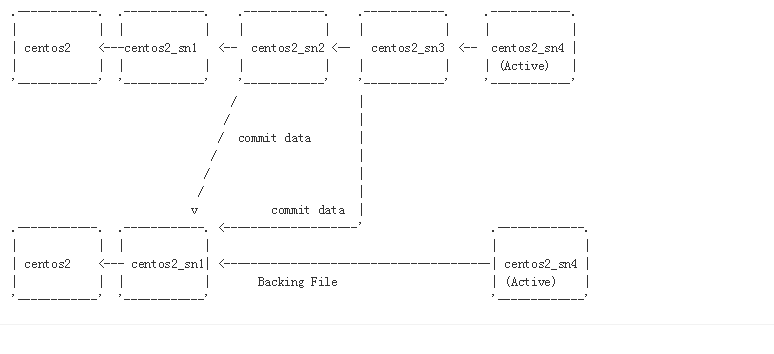 centos2 <---centos2_sn1 <-- centos2_sn2 <-- centos2_sn3 <-- centos2_sn4
(Active)
commit data
commit data
centos2 <--- centos2_sn1 <--------------------------------- centos2_sn4
Backing File (Active)